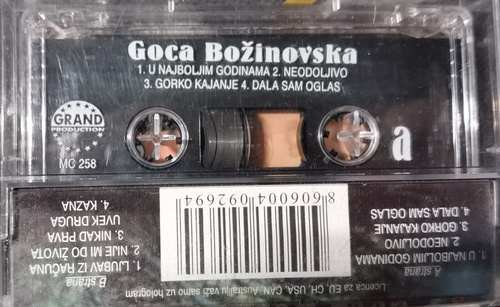 Goca Božinovska
1. U NAJBOLJIM GODINAMA 2. NEODOLJIVO
3. GORKO KAJANJE 4. DALA SAM OGLAS
GRAND
PRODUCTION
MC 258
a
A strana
1. U NAJBOLJIM GODINAMA
2. NEODOLJIVO
3. GORKO KAJANJE
4. DALA SAM OGLAS
8606004092694
B strana
1. LJUBAV IZ RAČUNA
2. NIJE MI DO ŽIVOTA
3. NIKAD PRVA
UVEK DRUGA
4. KAZNA
Licenca za EU, CH, USA, CAN, Australiju važi samo uz hologram